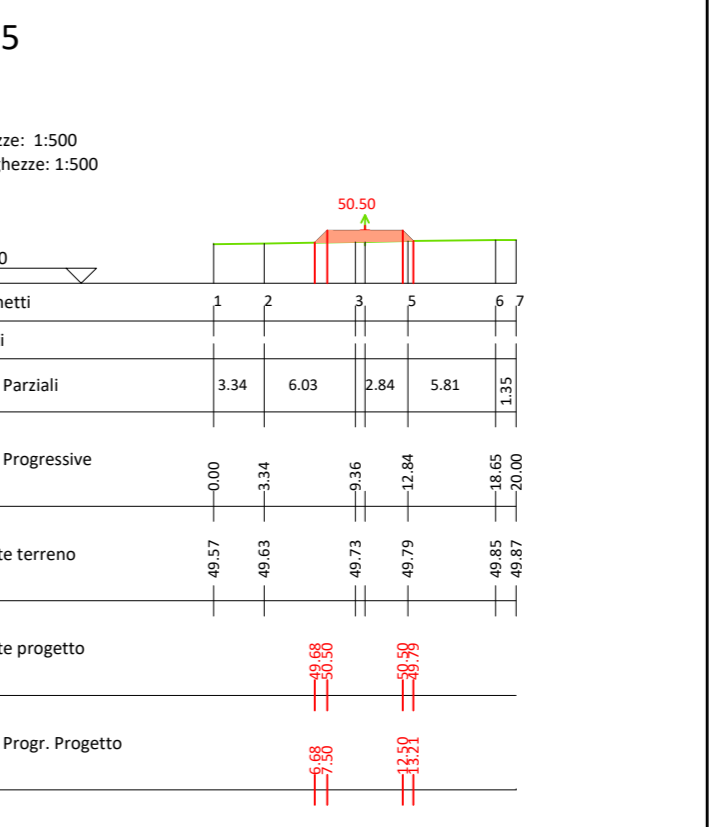 5
zze: 1:500
ghezze: 1:500
50.50
0
netti 1 2 3 5 6 7
i
Parziali 3.34 6.03 2.84 5.81 1.35
Progressive 0.00 3.34 9.36 12.84 18.65 20.00
te terreno 49.57 49.63 49.73 49.79 49.85 49.87
te progetto 49.68 50.50 50.50 49.79
Progr. Progetto 6.68 7.50 12.50 13.21